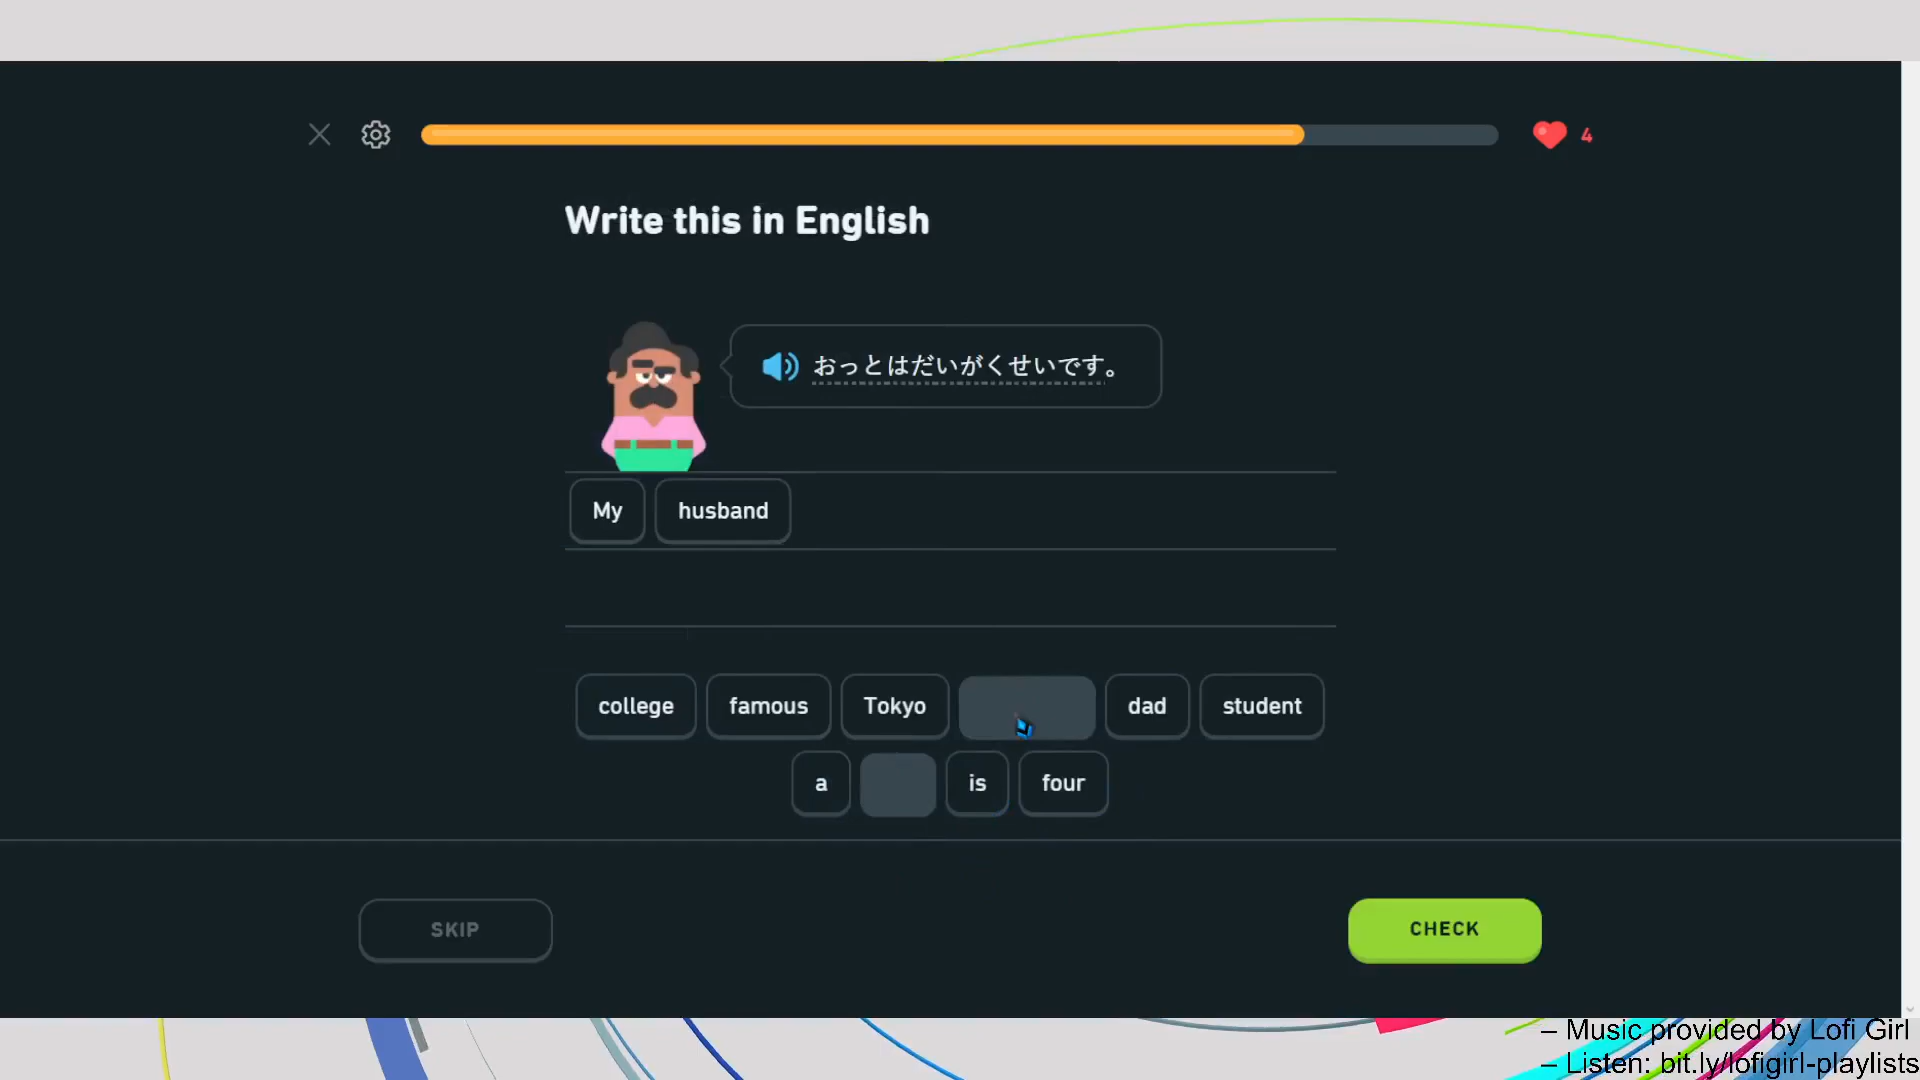 4
Write this in English
おっとはだいがくせいです。
My husband
college famous Tokyo dad student
a is four
SKIP CHECK
– Music provided by Lofi Girl
– Listen: bit.ly/lofigirl-playlists